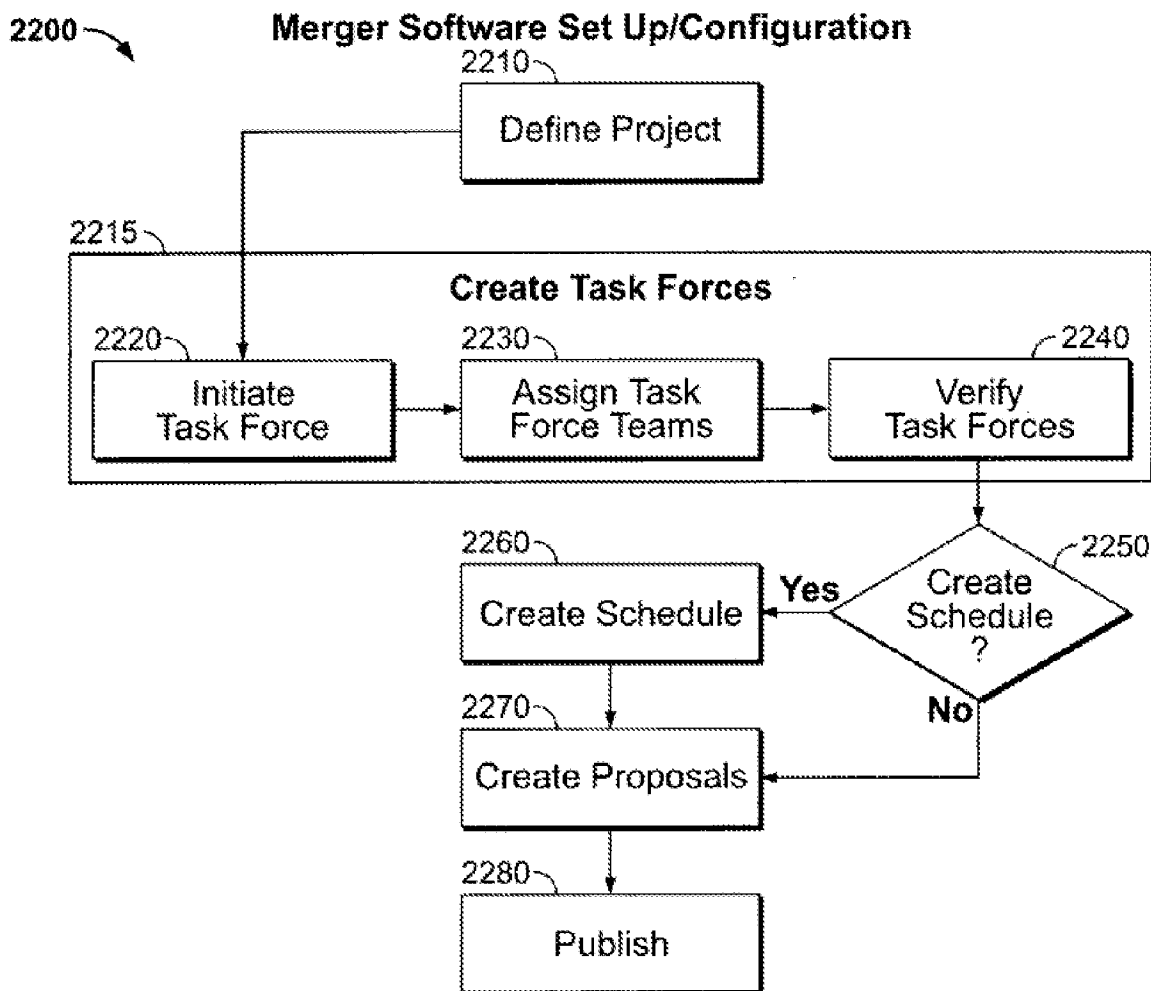 2200
Merger Software Set Up/Configuration
2210
Define Project
2215
Create Task Forces
2220
Initiate
Task Force
2230
Assign Task
Force Teams
2240
Verify
Task Forces
2250
Create
Schedule
?
Yes
No
2260
Create Schedule
2270
Create Proposals
2280
Publish